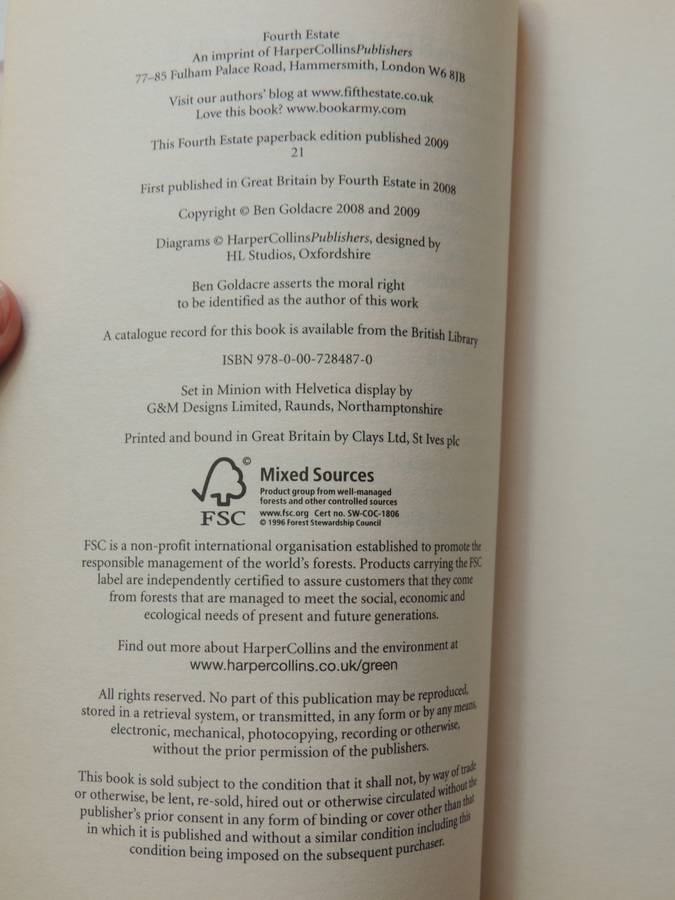 Fourth Estate
An imprint of HarperCollinsPublishers
77–85 Fulham Palace Road, Hammersmith, London W6 8JB
Visit our authors' blog at www.fifthestate.co.uk
Love this book? www.bookarmy.com
This Fourth Estate paperback edition published 2009
21
First published in Great Britain by Fourth Estate in 2008
Copyright © Ben Goldacre 2008 and 2009
Diagrams © HarperCollinsPublishers, designed by
HL Studios, Oxfordshire
Ben Goldacre asserts the moral right
to be identified as the author of this work
A catalogue record for this book is available from the British Library
ISBN 978-0-00-728487-0
Set in Minion with Helvetica display by
G&M Designs Limited, Raunds, Northamptonshire
Printed and bound in Great Britain by Clays Ltd, St Ives plc
©
FSC
Mixed Sources
Product group from well-managed
forests and other controlled sources
www.fsc.org Cert no. SW-COC-1806
© 1996 Forest Stewardship Council
FSC is a non-profit international organisation established to promote the
responsible management of the world's forests. Products carrying the FSC
label are independently certified to assure customers that they come
from forests that are managed to meet the social, economic and
ecological needs of present and future generations.
Find out more about HarperCollins and the environment at
www.harpercollins.co.uk/green
All rights reserved. No part of this publication may be reproduced,
stored in a retrieval system, or transmitted, in any form or by any means,
electronic, mechanical, photocopying, recording or otherwise,
without the prior permission of the publishers.
This book is sold subject to the condition that it shall not, by way of trade
or otherwise, be lent, re-sold, hired out or otherwise circulated without the
publisher's prior consent in any form of binding or cover other than that
in which it is published and without a similar condition including this
condition being imposed on the subsequent purchaser.